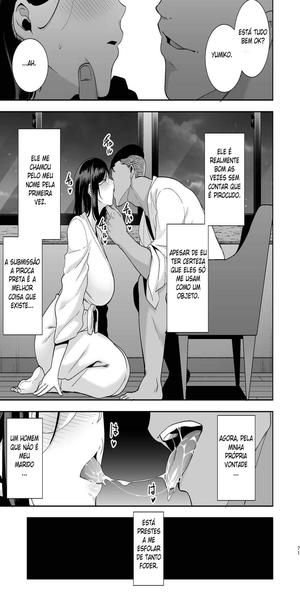 ESTÁ TUDO
BEM OK?
YUMIKO.
...AH.
ELE É
REALMENTE
BOM AS
VEZES SEM
CONTAR QUE
É PIROCUDO.
ELE ME
CHAMOU
PELO MEU
NOME PELA
PRIMEIRA
VEZ.
APESAR DE EU
TER CERTEZA
QUE ELES SÓ
ME USAM
COMO UM
OBJETO.
A SUBMISSÃO
A PIROCA
PRETA É A
MELHOR
COISA QUE
EXISTE...
AGORA, PELA
MINHA
PRÓPRIA
VONTADE
...
UM HOMEM
QUE NÃO É
MEU
MARIDO
...
ESTÁ
PRESTES A
ME ESFOLAR
DE TANTO
FODER.
71